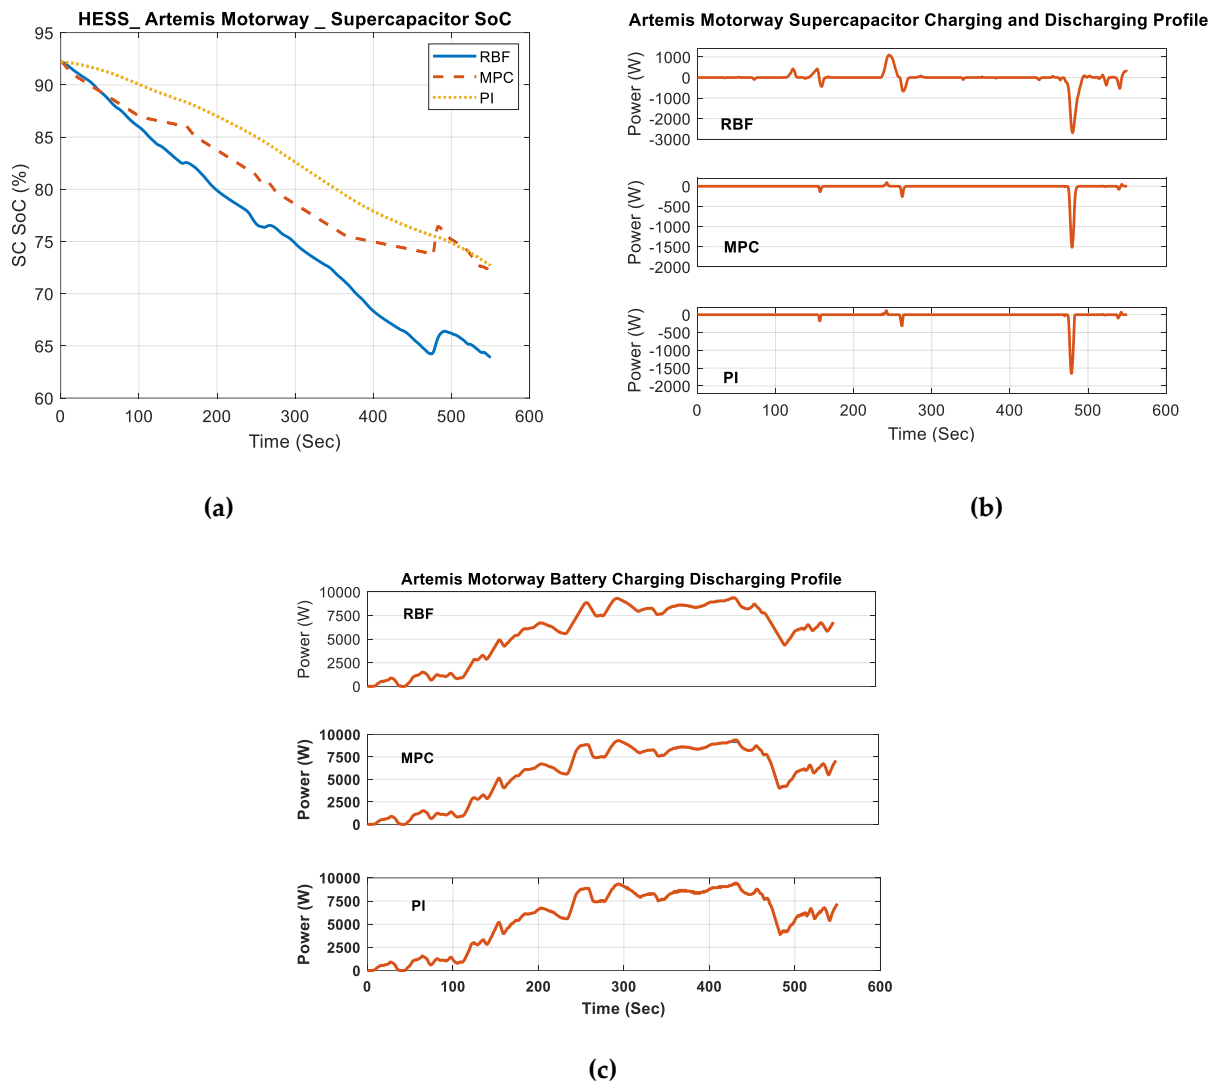 HESS_ Artemis Motorway _ Supercapacitor SoC
95
90
85
80
75
70
65
60
SC SoC (%)
RBF
MPC
PI
0 100 200 300 400 500 600
Time (Sec)
(a)
Artemis Motorway Supercapacitor Charging and Discharging Profile
1000
0
-1000
-2000
-3000
Power (W)
RBF
0
-500
-1000
-1500
-2000
Power (W)
MPC
0
-500
-1000
-1500
-2000
Power (W)
PI
0 100 200 300 400 500 600
Time (Sec)
(b)
Artemis Motorway Battery Charging Discharging Profile
10000
7500
5000
2500
0
Power (W)
RBF
10000
7500
5000
2500
0
Power (W)
MPC
10000
7500
5000
2500
0
Power (W)
PI
0 100 200 300 400 500 600
Time (Sec)
(c)